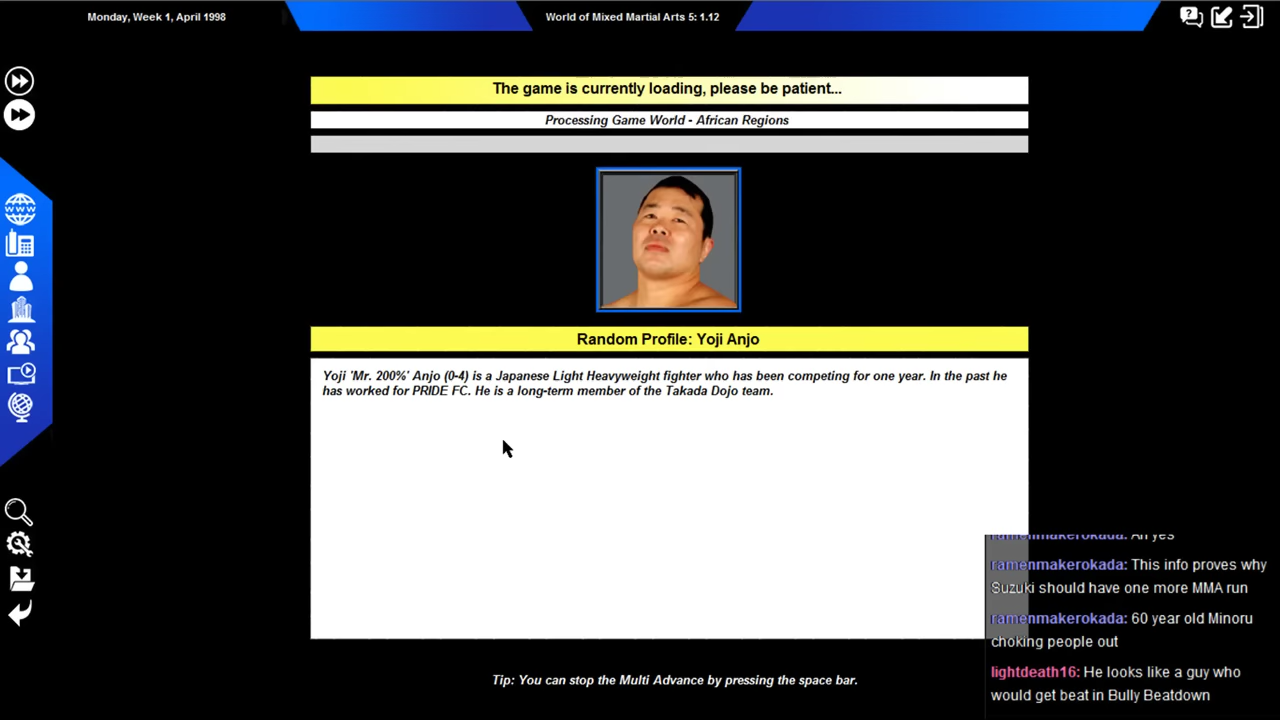 Monday, Week 1, April 1998
World of Mixed Martial Arts 5: 1.12
The game is currently loading, please be patient...
Processing Game World - African Regions
Random Profile: Yoji Anjo
Yoji 'Mr. 200%' Anjo (0-4) is a Japanese Light Heavyweight fighter who has been competing for one year. In the past he
has worked for PRIDE FC. He is a long-term member of the Takada Dojo team.
ramenmakerokada: Ah yes
ramenmakerokada: This info proves why
Suzuki should have one more MMA run
ramenmakerokada: 60 year old Minoru
choking people out
lightdeath16: He looks like a guy who
would get beat in Bully Beatdown
Tip: You can stop the Multi Advance by pressing the space bar.